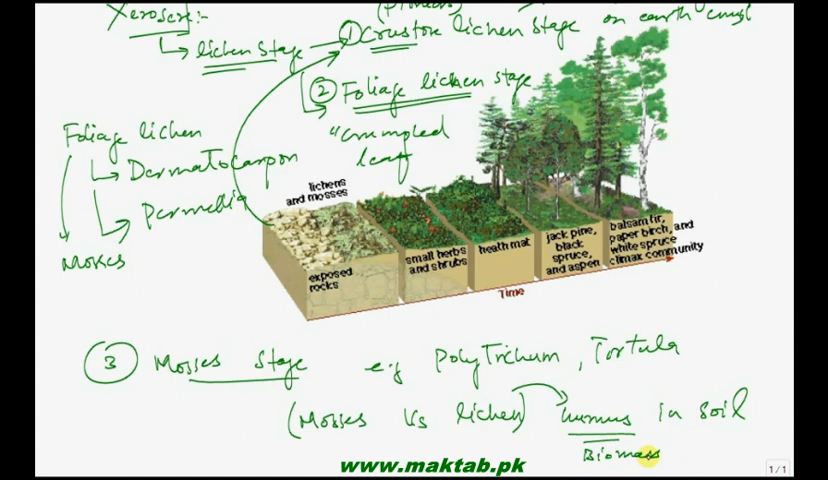 Xerosere:-
(pioneers)
↳ lichen stage → ① Crustose lichen stage on earth crust
② Foliage lichen stage
"crumpled
leaf
Foliage lichen
↳ Dermatocarpon
→ Permellia
Mosses
lichens
and mosses
exposed
rocks
small herbs
and shrubs
heath mat
jack pine,
black
spruce,
and aspen
balsam fir,
paper birch, and
white spruce
climax community
Time
③ Mosses stage e.g PolyTrichum, Tortula
(Mosses Vs lichen) humus in soil
Biomass
www.maktab.pk
1/1